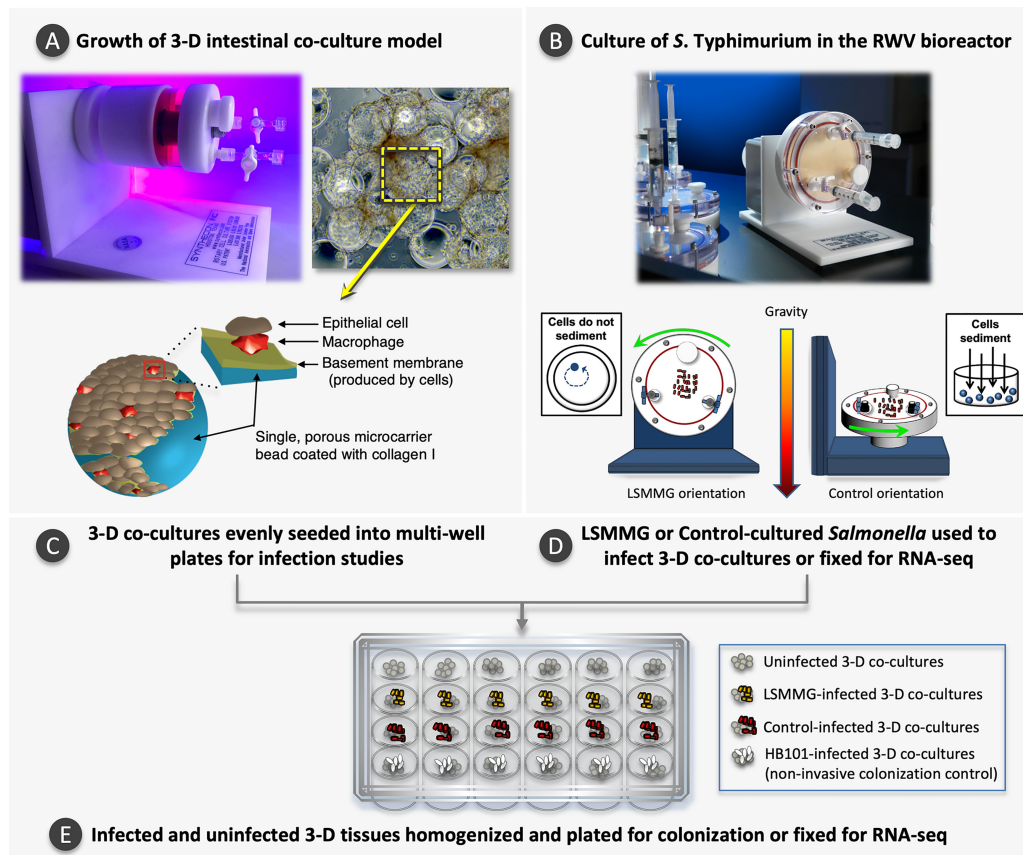 A
Growth of 3-D intestinal co-culture model
SYNTHECON INC
Epithelial cell
Macrophage
Basement membrane
(produced by cells)
Single, porous microcarrier
bead coated with collagen I
B
Culture of S. Typhimurium in the RWV bioreactor
Cells do not
sediment
Gravity
Cells
sediment
LSMMG orientation
Control orientation
C
3-D co-cultures evenly seeded into multi-well
plates for infection studies
D
LSMMG or Control-cultured Salmonella used to
infect 3-D co-cultures or fixed for RNA-seq
Uninfected 3-D co-cultures
LSMMG-infected 3-D co-cultures
Control-infected 3-D co-cultures
HB101-infected 3-D co-cultures
(non-invasive colonization control)
E
Infected and uninfected 3-D tissues homogenized and plated for colonization or fixed for RNA-seq